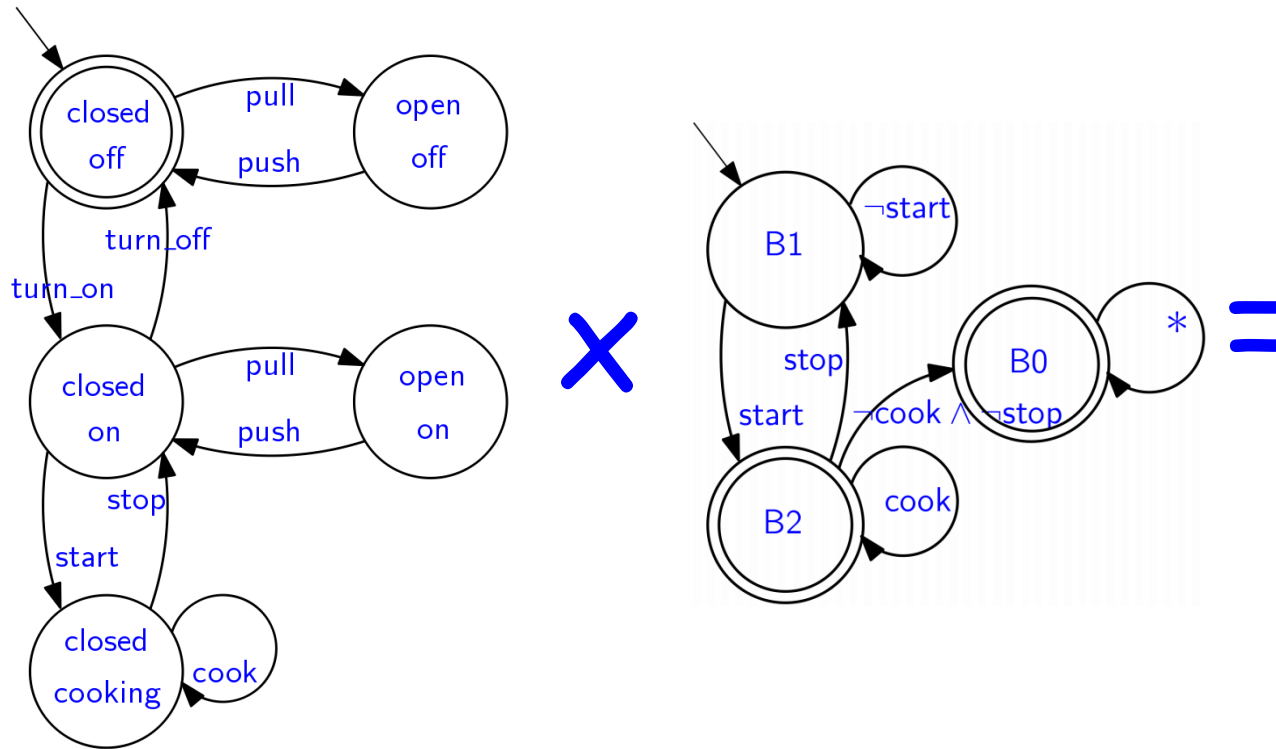 closed
off
pull
push
open
off
turn_off
turn_on
closed
on
pull
push
open
on
stop
start
closed
cooking
cook
×
B1
¬start
stop
start
¬cook ∧ ¬stop
B0
*
B2
cook
=